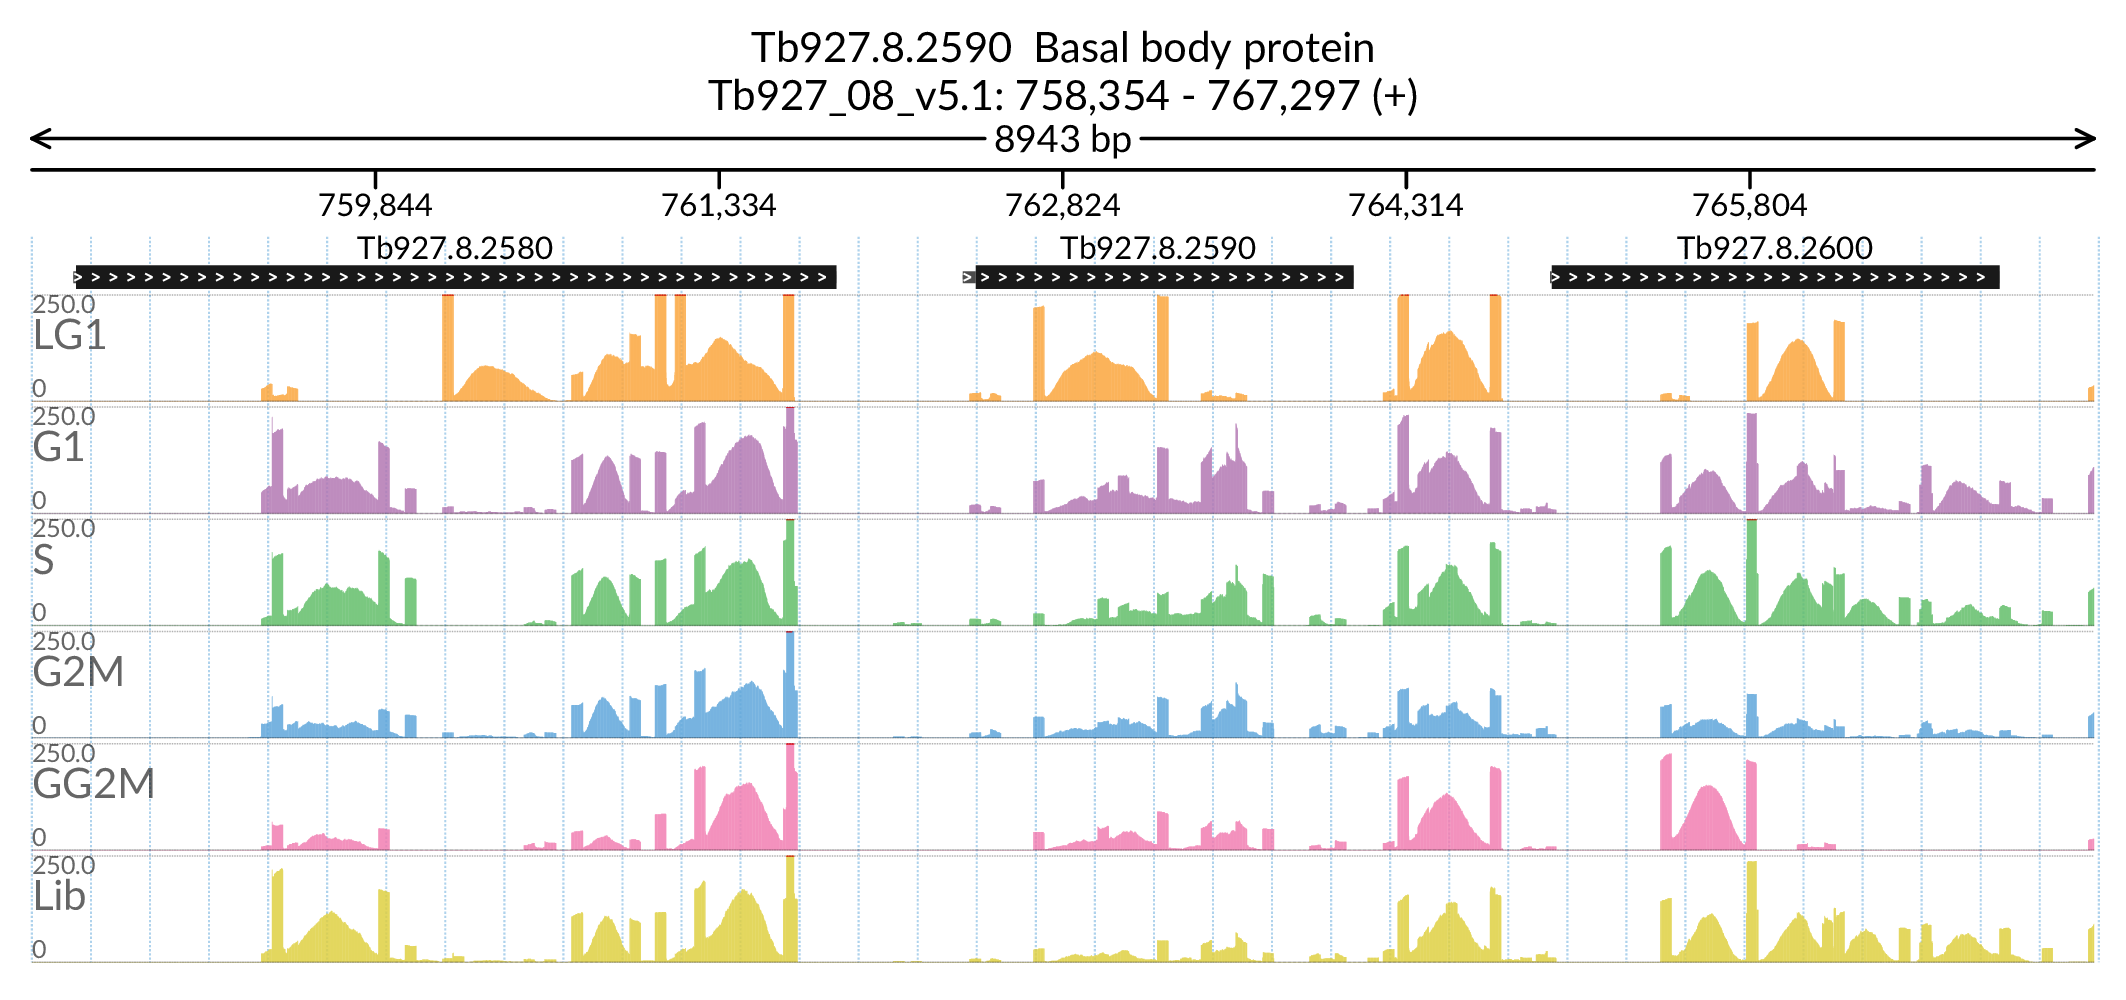 Tb927.8.2590  Basal body protein
Tb927_08_v5.1: 758,354 - 767,297 (+)
8943 bp
759,844 761,334 762,824 764,314 765,804
Tb927.8.2580 Tb927.8.2590 Tb927.8.2600
250.0
LG1
0
250.0
G1
0
250.0
S
0
250.0
G2M
0
250.0
GG2M
0
250.0
Lib
0